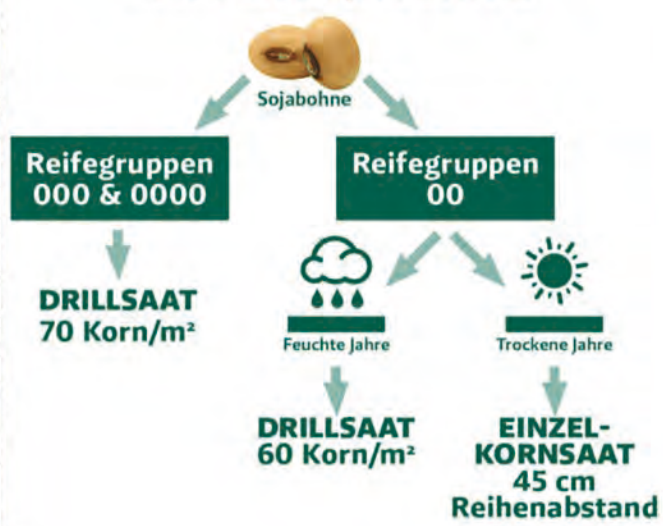 Sojabohne
Reifegruppen
000 & 0000
Reifegruppen
00
DRILLSAAT
70 Korn/m²
Feuchte Jahre
Trockene Jahre
DRILLSAAT
60 Korn/m²
EINZEL-
KORNSAAT
45 cm
Reihenabstand